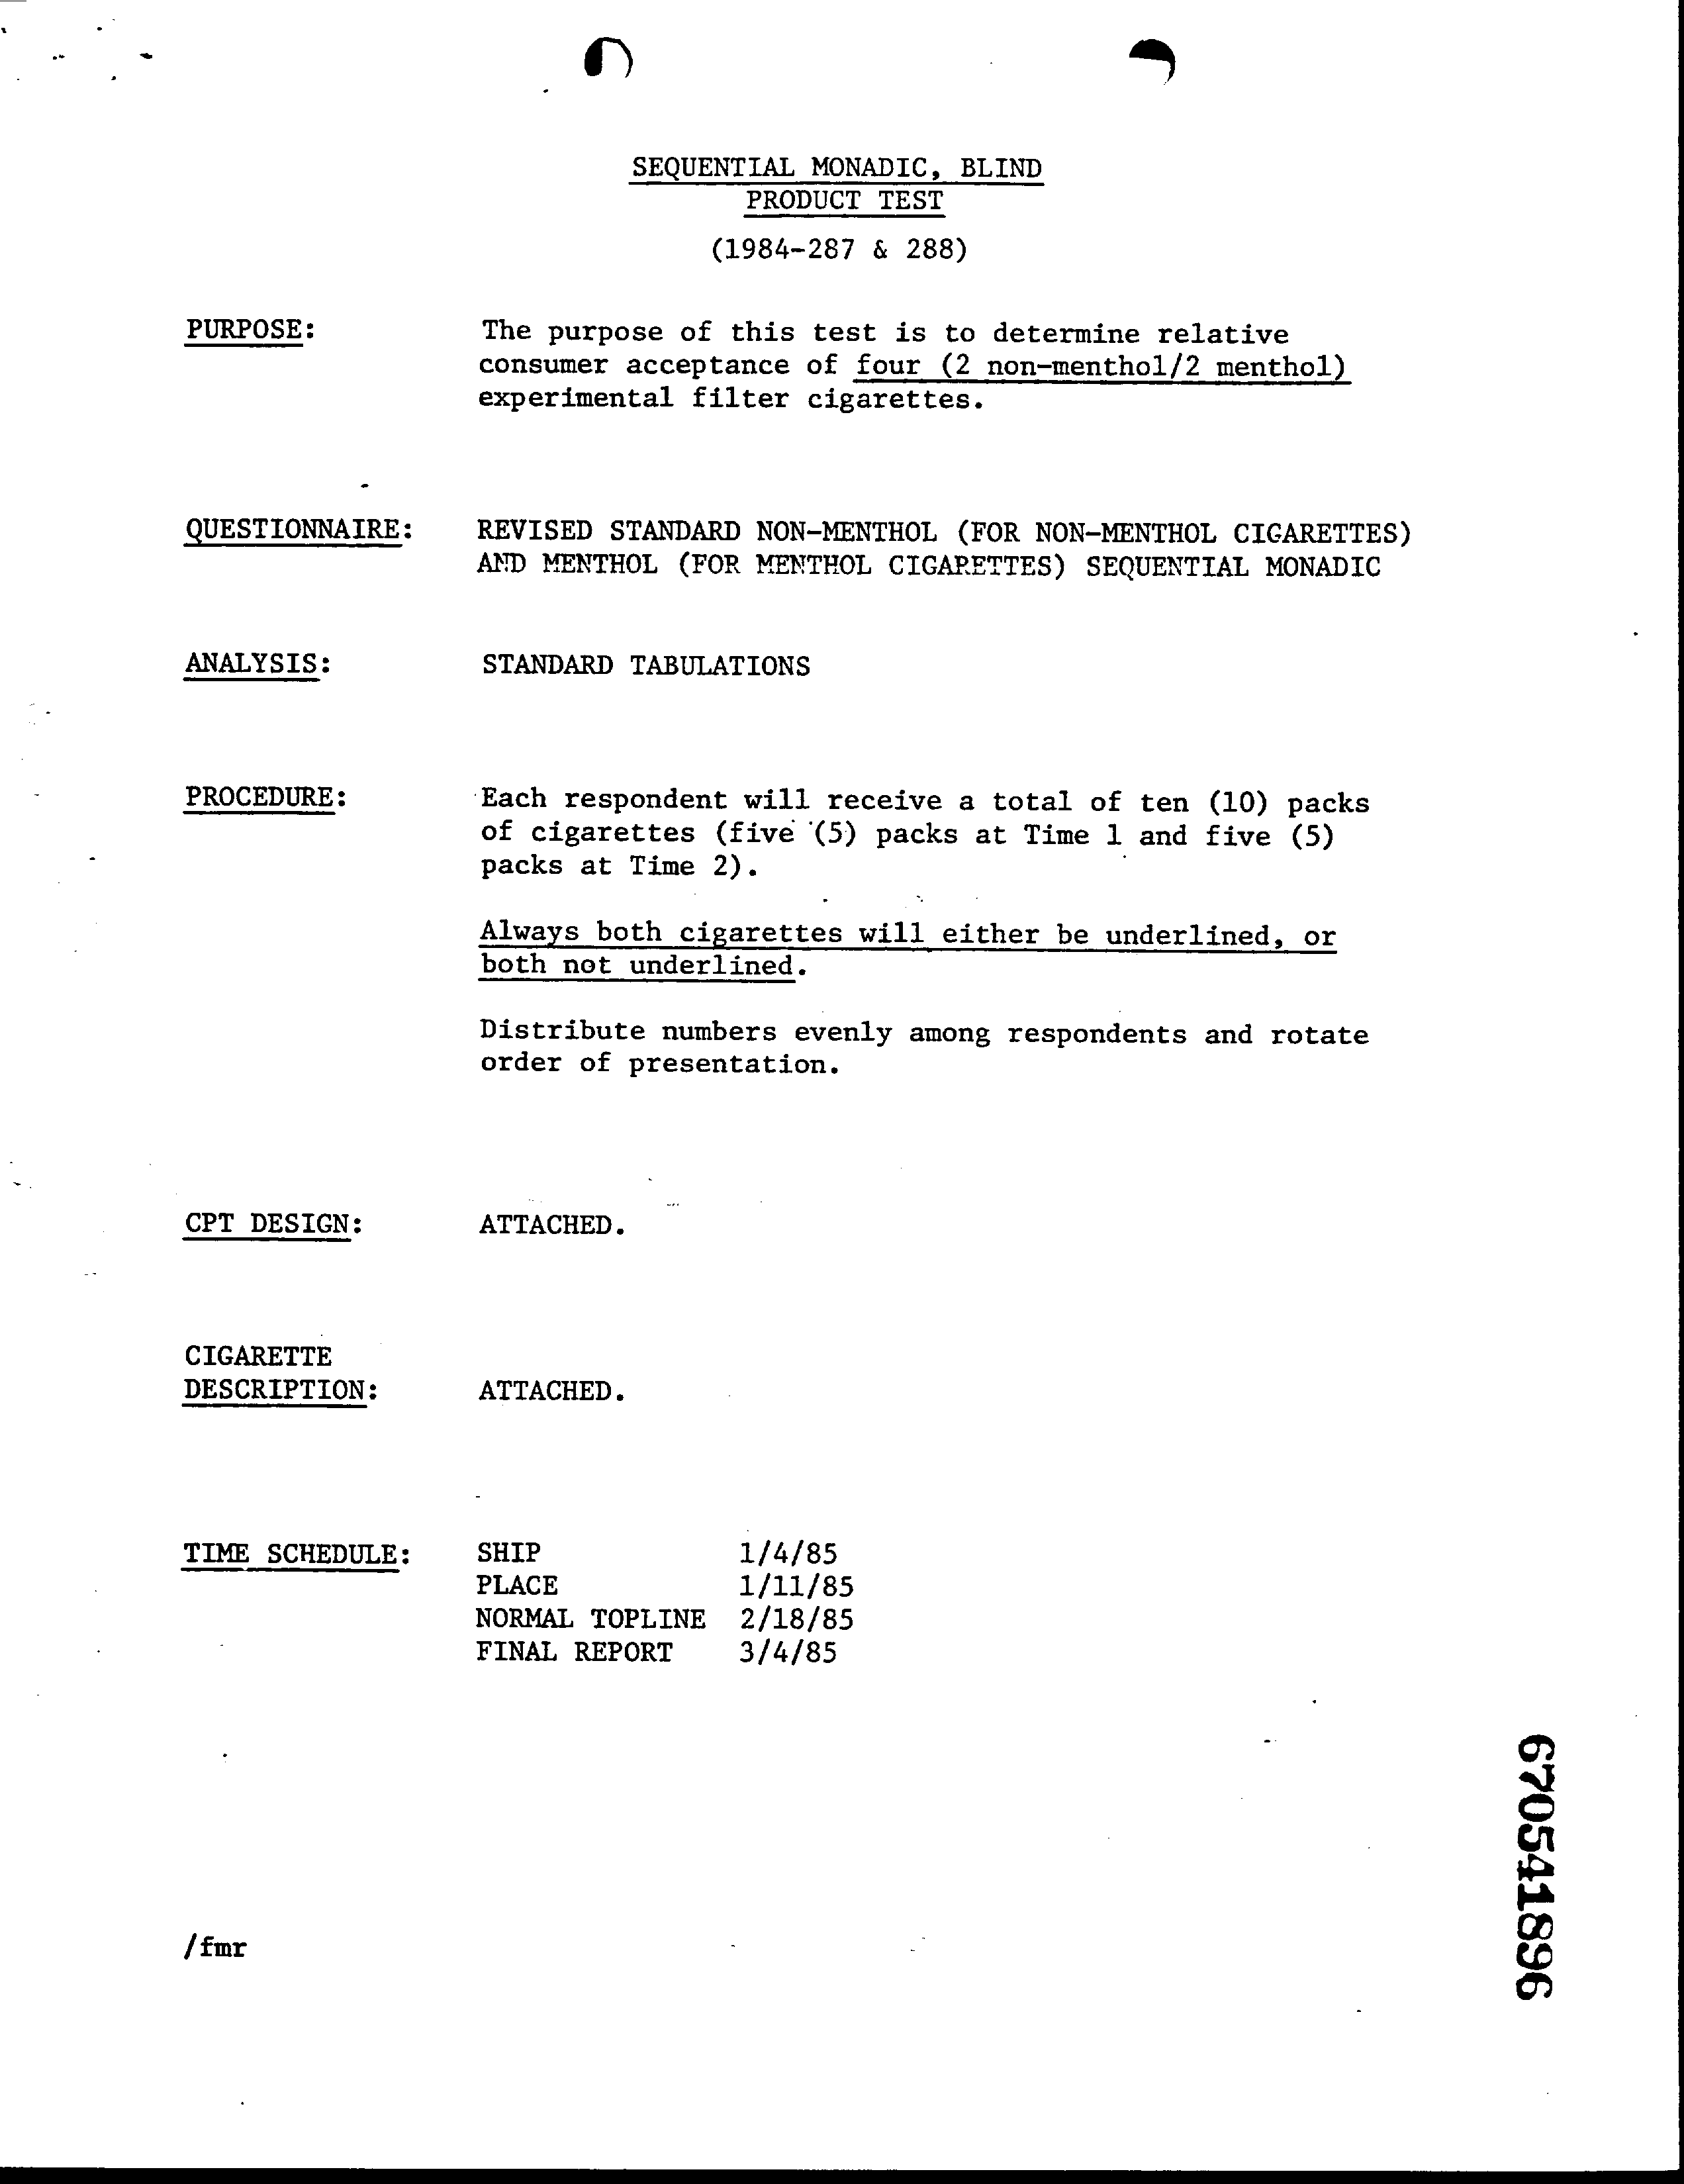 SEQUENTIAL MONADIC, BLIND
PRODUCT TEST
(1984-287 & 288)
PURPOSE: The purpose of this test is to determine relative
consumer acceptance of four (2 non-menthol/2 menthol)
experimental filter cigarettes.
QUESTIONNAIRE: REVISED STANDARD NON-MENTHOL (FOR NON-MENTHOL CIGARETTES)
AND MENTHOL (FOR MENTHOL CIGARETTES) SEQUENTIAL MONADIC
ANALYSIS: STANDARD TABULATIONS
PROCEDURE: Each respondent will receive a total of ten (10) packs
of cigarettes (five (5) packs at Time 1 and five (5)
packs at Time 2).
Always both cigarettes will either be underlined, or
both not underlined.
Distribute numbers evenly among respondents and rotate
order of presentation.
CPT DESIGN: ATTACHED.
CIGARETTE
DESCRIPTION: ATTACHED.
TIME SCHEDULE: SHIP 1/4/85
PLACE 1/11/85
NORMAL TOPLINE 2/18/85
FINAL REPORT 3/4/85
670541896
/fmr